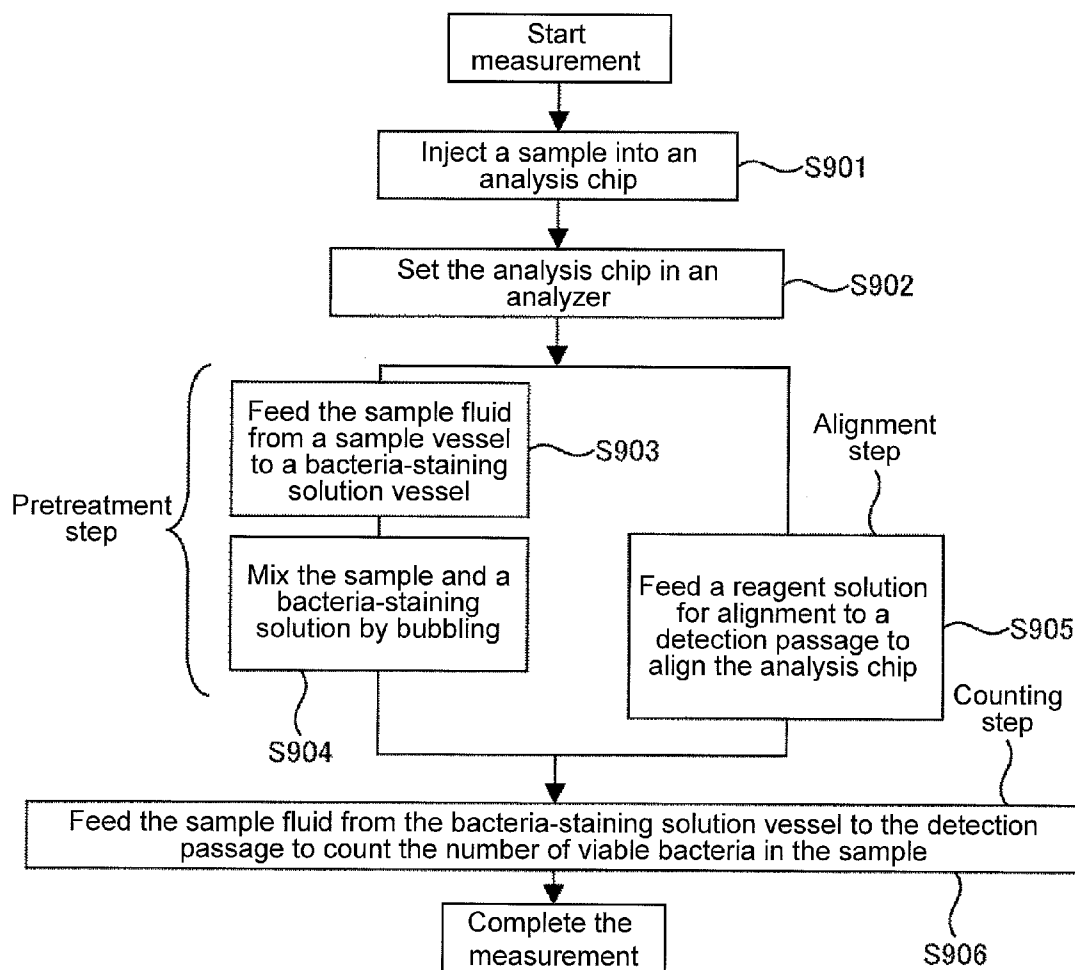 Start
measurement
Inject a sample into an
analysis chip
S901
Set the analysis chip in an
analyzer
S902
Pretreatment
step
Feed the sample fluid
from a sample vessel
to a bacteria-staining
solution vessel
S903
Mix the sample and a
bacteria-staining
solution by bubbling
S904
Alignment
step
Feed a reagent solution
for alignment to a
detection passage to
align the analysis chip
S905
Counting
step
Feed the sample fluid from the bacteria-staining solution vessel to the detection
passage to count the number of viable bacteria in the sample
S906
Complete the
measurement